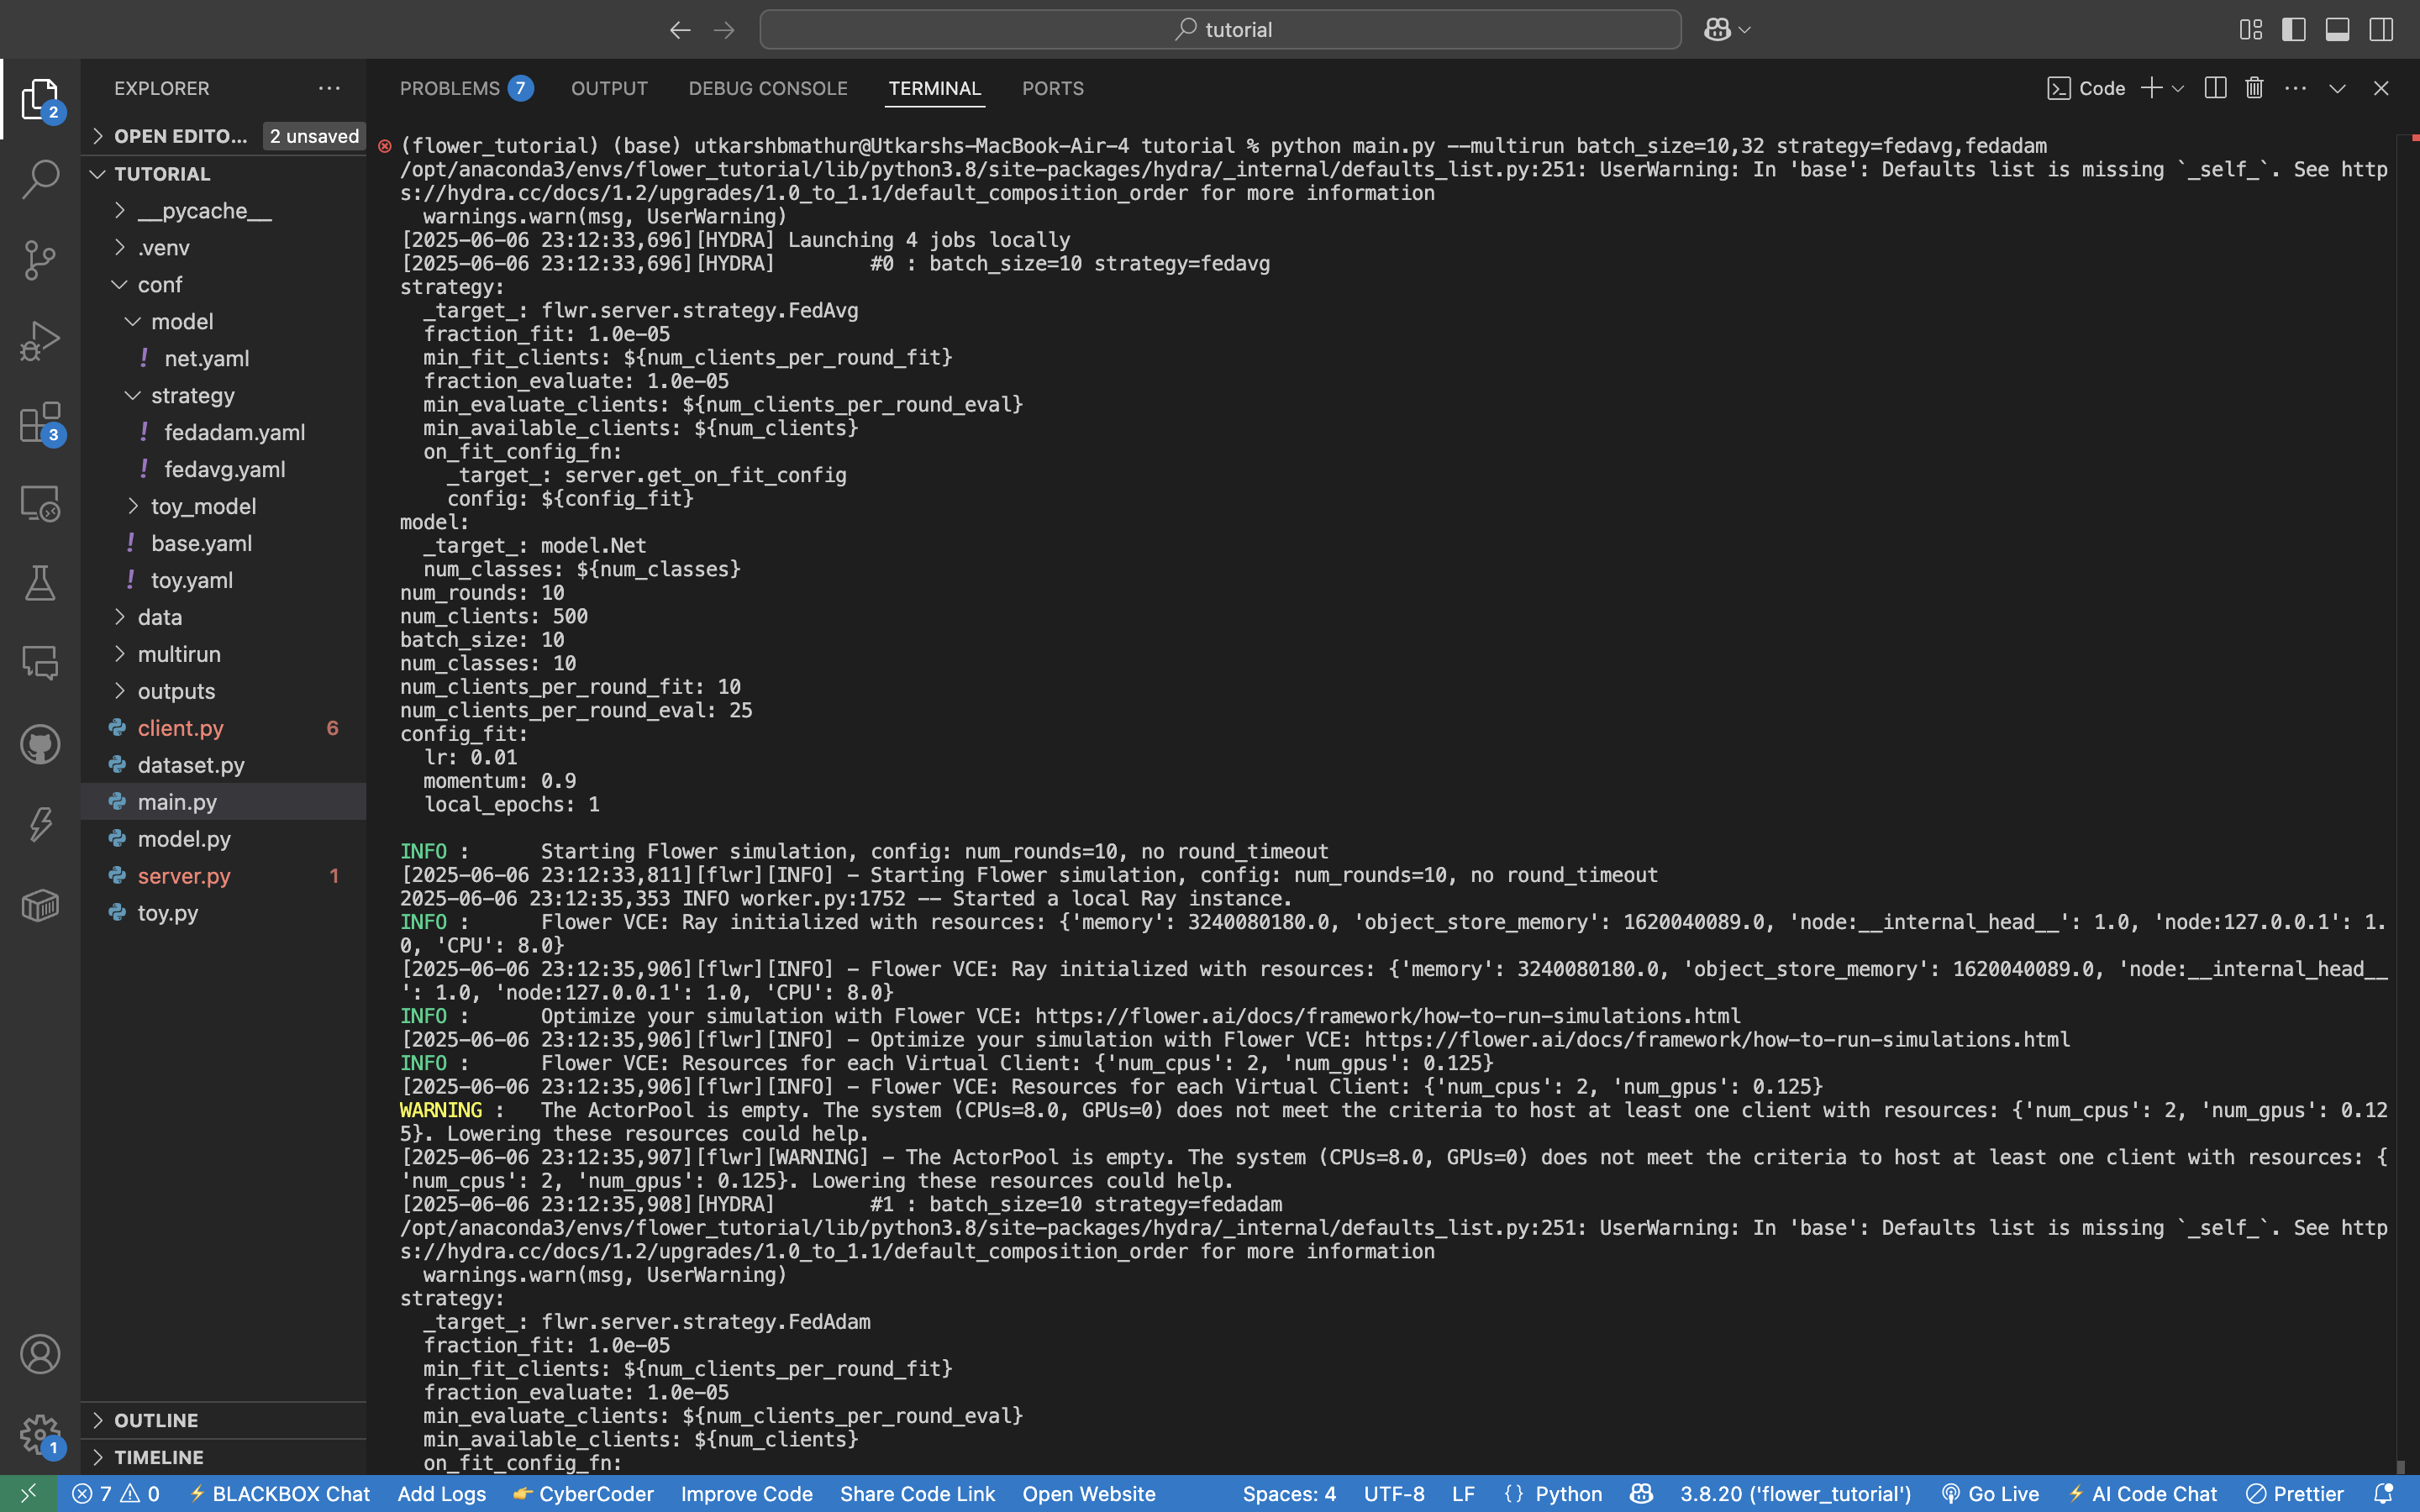 tutorial
EXPLORER
2
OPEN EDITO... 2 unsaved
TUTORIAL
__pycache__
.venv
conf
model
! net.yaml
strategy
! fedadam.yaml
3
! fedavg.yaml
toy_model
! base.yaml
! toy.yaml
data
multirun
outputs
client.py 6
dataset.py
main.py
model.py
server.py 1
toy.py
OUTLINE
1
TIMELINE
PROBLEMS 7 OUTPUT DEBUG CONSOLE TERMINAL PORTS Code
(flower_tutorial) (base) utkarshbmathur@Utkarshs-MacBook-Air-4 tutorial % python main.py --multirun batch_size=10,32 strategy=fedavg,fedadam
/opt/anaconda3/envs/flower_tutorial/lib/python3.8/site-packages/hydra/_internal/defaults_list.py:251: UserWarning: In 'base': Defaults list is missing `_self_`. See http
s://hydra.cc/docs/1.2/upgrades/1.0_to_1.1/default_composition_order for more information
  warnings.warn(msg, UserWarning)
[2025-06-06 23:12:33,696][HYDRA] Launching 4 jobs locally
[2025-06-06 23:12:33,696][HYDRA]        #0 : batch_size=10 strategy=fedavg
strategy:
  _target_: flwr.server.strategy.FedAvg
  fraction_fit: 1.0e-05
  min_fit_clients: ${num_clients_per_round_fit}
  fraction_evaluate: 1.0e-05
  min_evaluate_clients: ${num_clients_per_round_eval}
  min_available_clients: ${num_clients}
  on_fit_config_fn:
    _target_: server.get_on_fit_config
    config: ${config_fit}
model:
  _target_: model.Net
  num_classes: ${num_classes}
num_rounds: 10
num_clients: 500
batch_size: 10
num_classes: 10
num_clients_per_round_fit: 10
num_clients_per_round_eval: 25
config_fit:
  lr: 0.01
  momentum: 0.9
  local_epochs: 1
INFO :      Starting Flower simulation, config: num_rounds=10, no round_timeout
[2025-06-06 23:12:33,811][flwr][INFO] - Starting Flower simulation, config: num_rounds=10, no round_timeout
2025-06-06 23:12:35,353 INFO worker.py:1752 -- Started a local Ray instance.
INFO :      Flower VCE: Ray initialized with resources: {'memory': 3240080180.0, 'object_store_memory': 1620040089.0, 'node:__internal_head__': 1.0, 'node:127.0.0.1': 1.
0, 'CPU': 8.0}
[2025-06-06 23:12:35,906][flwr][INFO] - Flower VCE: Ray initialized with resources: {'memory': 3240080180.0, 'object_store_memory': 1620040089.0, 'node:__internal_head__
': 1.0, 'node:127.0.0.1': 1.0, 'CPU': 8.0}
INFO :      Optimize your simulation with Flower VCE: https://flower.ai/docs/framework/how-to-run-simulations.html
[2025-06-06 23:12:35,906][flwr][INFO] - Optimize your simulation with Flower VCE: https://flower.ai/docs/framework/how-to-run-simulations.html
INFO :      Flower VCE: Resources for each Virtual Client: {'num_cpus': 2, 'num_gpus': 0.125}
[2025-06-06 23:12:35,906][flwr][INFO] - Flower VCE: Resources for each Virtual Client: {'num_cpus': 2, 'num_gpus': 0.125}
WARNING :   The ActorPool is empty. The system (CPUs=8.0, GPUs=0) does not meet the criteria to host at least one client with resources: {'num_cpus': 2, 'num_gpus': 0.12
5}. Lowering these resources could help.
[2025-06-06 23:12:35,907][flwr][WARNING] - The ActorPool is empty. The system (CPUs=8.0, GPUs=0) does not meet the criteria to host at least one client with resources: {
'num_cpus': 2, 'num_gpus': 0.125}. Lowering these resources could help.
[2025-06-06 23:12:35,908][HYDRA]        #1 : batch_size=10 strategy=fedadam
/opt/anaconda3/envs/flower_tutorial/lib/python3.8/site-packages/hydra/_internal/defaults_list.py:251: UserWarning: In 'base': Defaults list is missing `_self_`. See http
s://hydra.cc/docs/1.2/upgrades/1.0_to_1.1/default_composition_order for more information
  warnings.warn(msg, UserWarning)
strategy:
  _target_: flwr.server.strategy.FedAdam
  fraction_fit: 1.0e-05
  min_fit_clients: ${num_clients_per_round_fit}
  fraction_evaluate: 1.0e-05
  min_evaluate_clients: ${num_clients_per_round_eval}
  min_available_clients: ${num_clients}
  on_fit_config_fn:
7 0 BLACKBOX Chat Add Logs CyberCoder Improve Code Share Code Link Open Website Spaces: 4 UTF-8 LF {} Python 3.8.20 ('flower_tutorial') Go Live AI Code Chat Prettier